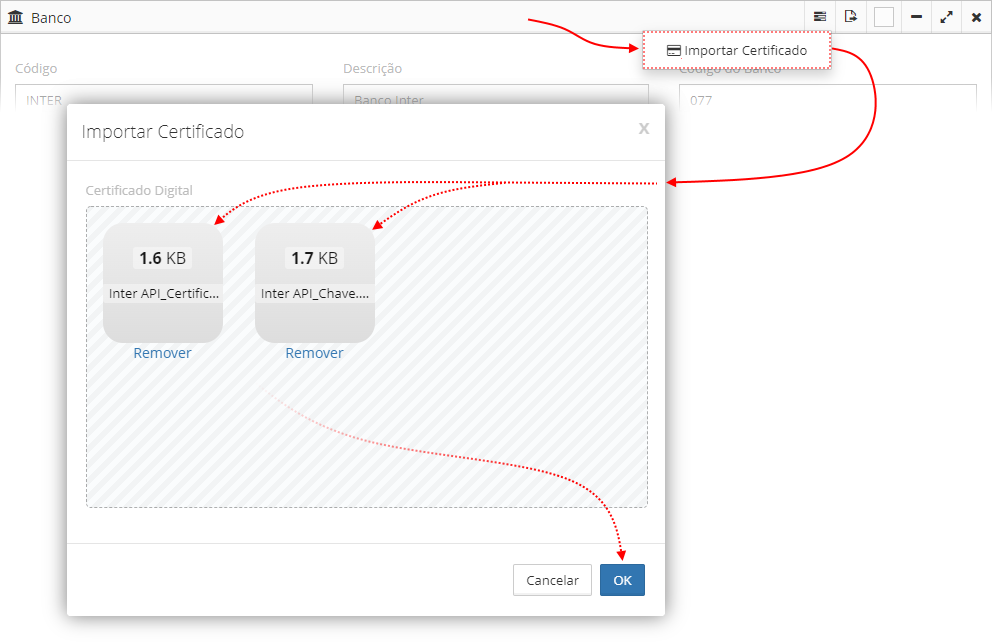 Banco
Importar Certificado
Código
Descrição
Código do Banco
INTER
Banco Inter
077
Importar Certificado
X
Certificado Digital
1.6 KB
1.7 KB
Inter API_Certific...
Inter API_Chave....
Remover
Remover
Cancelar
OK